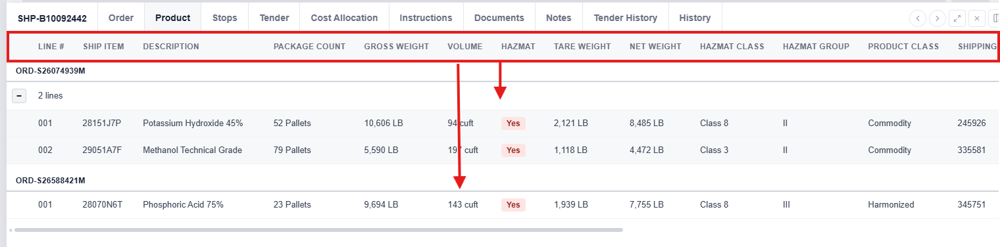 SHP-B10092442 Order Product Stops Tender Cost Allocation Instructions Documents Notes Tender History History
LINE # SHIP ITEM DESCRIPTION PACKAGE COUNT GROSS WEIGHT VOLUME HAZMAT TARE WEIGHT NET WEIGHT HAZMAT CLASS HAZMAT GROUP PRODUCT CLASS SHIPPING
ORD-S26074939M
2 lines
001 28151J7P Potassium Hydroxide 45% 52 Pallets 10,606 LB 94 cuft Yes 2,121 LB 8,485 LB Class 8 II Commodity 245926
002 29051A7F Methanol Technical Grade 79 Pallets 5,590 LB 197 cuft Yes 1,118 LB 4,472 LB Class 3 II Commodity 335581
ORD-S26588421M
001 28070N6T Phosphoric Acid 75% 23 Pallets 9,694 LB 143 cuft Yes 1,939 LB 7,755 LB Class 8 III Harmonized 345751